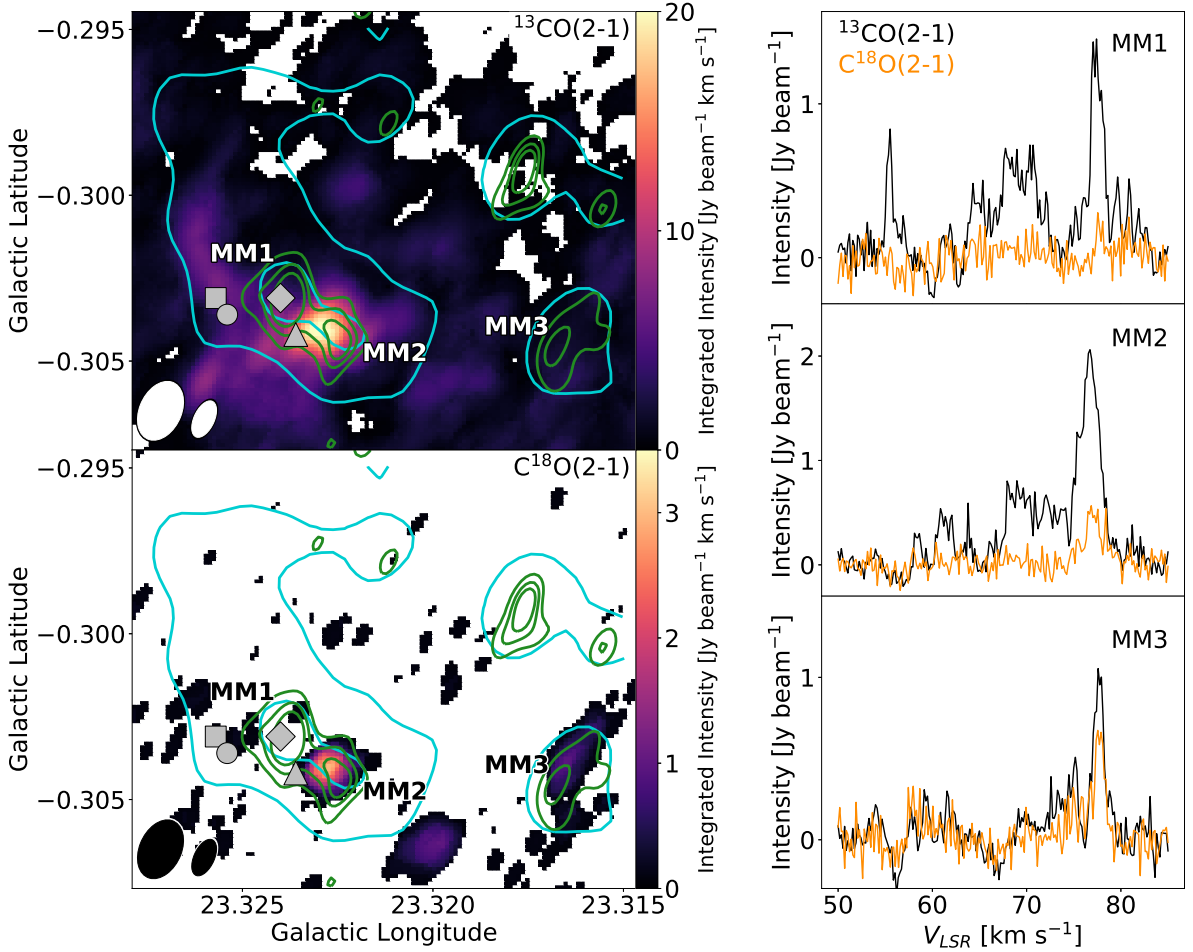 ¹³CO(2-1)
−0.295
−0.300
−0.305
Galactic Latitude
MM1
MM2
MM3
20
10
0
Integrated Intensity [Jy beam⁻¹ km s⁻¹]
C¹⁸O(2-1)
−0.295
−0.300
−0.305
Galactic Latitude
MM1
MM2
MM3
3
2
1
0
Integrated Intensity [Jy beam⁻¹ km s⁻¹]
23.325
23.320
23.315
Galactic Longitude
¹³CO(2-1)
C¹⁸O(2-1)
MM1
1
0
Intensity [Jy beam⁻¹]
MM2
2
1
0
Intensity [Jy beam⁻¹]
MM3
1
0
Intensity [Jy beam⁻¹]
50
60
70
80
V_LSR [km s⁻¹]